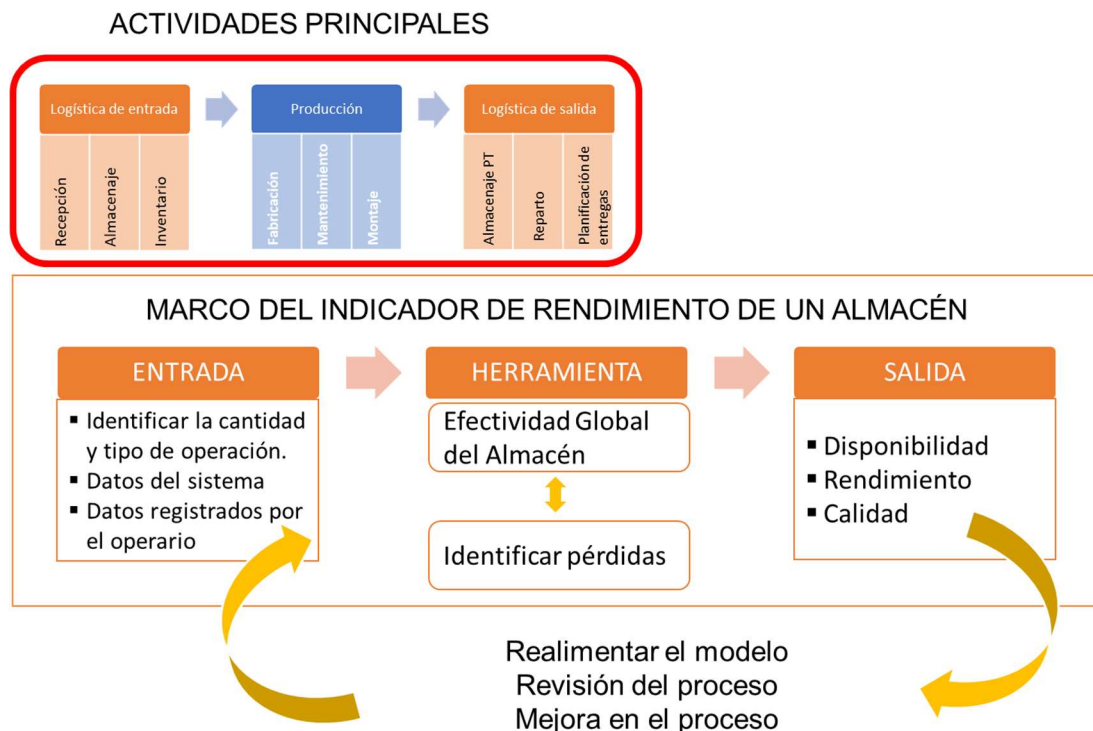 ACTIVIDADES PRINCIPALES
Logística de entrada
Recepción
Almacenaje
Inventario
Producción
Fabricación
Mantenimiento
Montaje
Logística de salida
Almacenaje PT
Reparto
Planificación de
entregas
MARCO DEL INDICADOR DE RENDIMIENTO DE UN ALMACÉN
ENTRADA
▪ Identificar la cantidad
y tipo de operación.
▪ Datos del sistema
▪ Datos registrados por
el operario
HERRAMIENTA
Efectividad Global
del Almacén
Identificar pérdidas
SALIDA
▪ Disponibilidad
▪ Rendimiento
▪ Calidad
Realimentar el modelo
Revisión del proceso
Mejora en el proceso